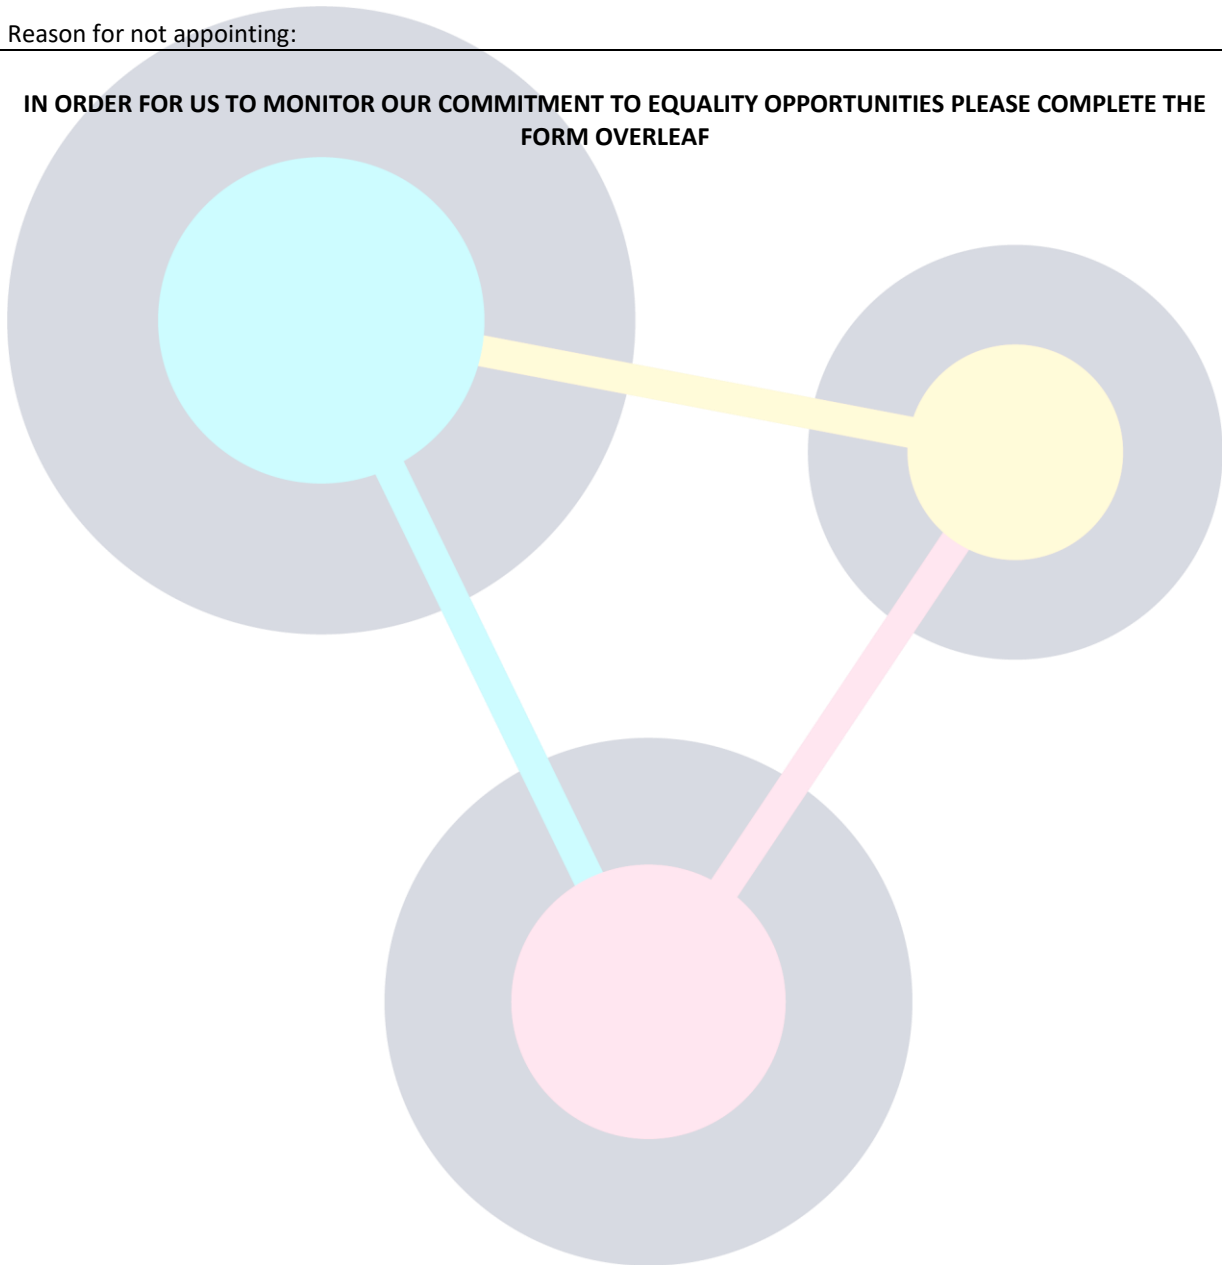 Reason for not appointing:
IN ORDER FOR US TO MONITOR OUR COMMITMENT TO EQUALITY OPPORTUNITIES PLEASE COMPLETE THE
FORM OVERLEAF